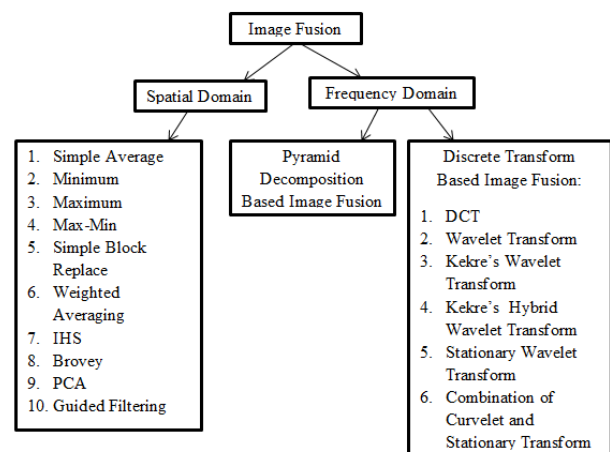 Image Fusion
Spatial Domain
Frequency Domain
1. Simple Average
2. Minimum
3. Maximum
4. Max-Min
5. Simple Block
Replace
6. Weighted
Averaging
7. IHS
8. Brovey
9. PCA
10. Guided Filtering
Pyramid
Decomposition
Based Image Fusion
Discrete Transform
Based Image Fusion:
1. DCT
2. Wavelet Transform
3. Kekre's Wavelet
Transform
4. Kekre's Hybrid
Wavelet Transform
5. Stationary Wavelet
Transform
6. Combination of
Curvelet and
Stationary Transform